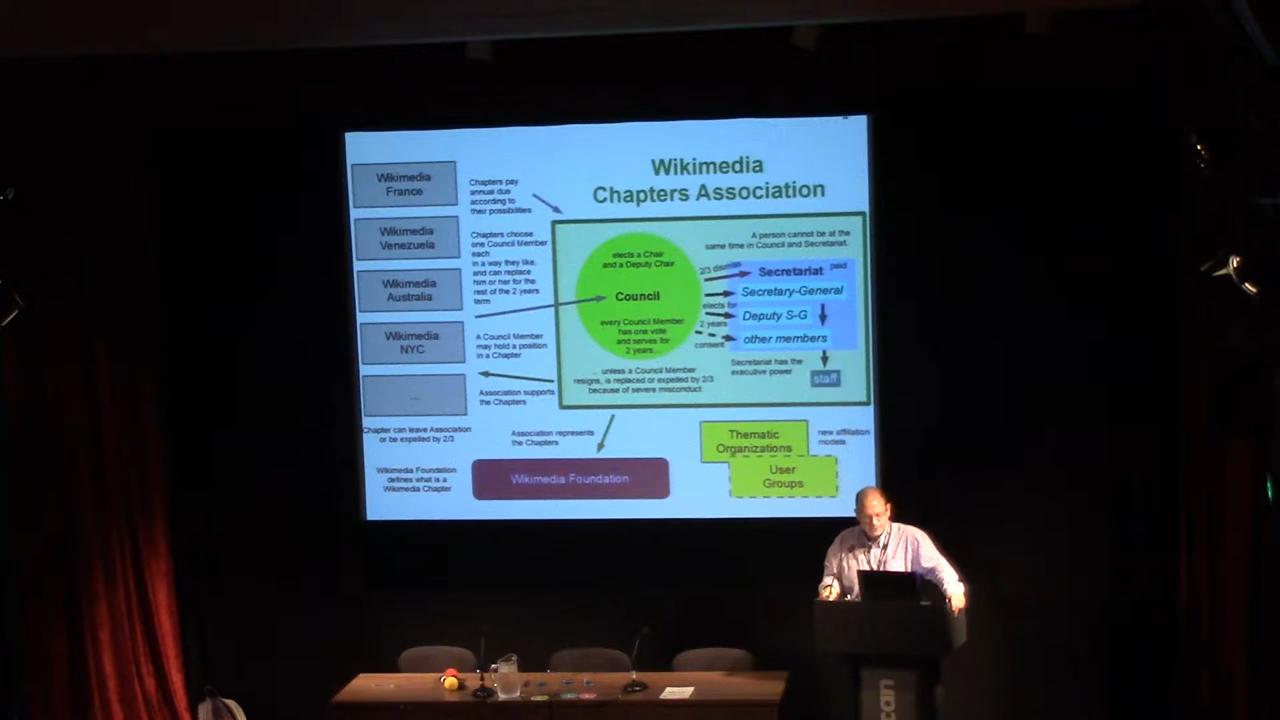 Wikimedia
Chapters Association
Wikimedia
France
Wikimedia
Venezuela
Wikimedia
Australia
Wikimedia
NYC
...
Chapters pay
annual due
according to
their possibilities
Chapters choose
one Council Member
each
in a way they like,
and can replace
him or her for the
rest of the 2 years
term
A Council Member
may hold a position
in a Chapter
Association supports
the Chapters
Chapter can leave Association
or be expelled by 2/3
Association represents
the Chapters
Wikimedia Foundation
defines what is a
Wikimedia Chapter
Wikimedia Foundation
elects a Chair
and a Deputy Chair
Council
every Council Member
has one vote
and serves for
2 years...
... unless a Council Member
resigns, is replaced or expelled by 2/3
because of severe misconduct
A person cannot be at the
same time in Council and Secretariat.
2/3 dismiss
elects for
2 years
consent
Secretariat paid
Secretary-General
Deputy S-G
other members
Secretariat has the
executive power
staff
Thematic
Organizations
new affiliation
models
User
Groups
can